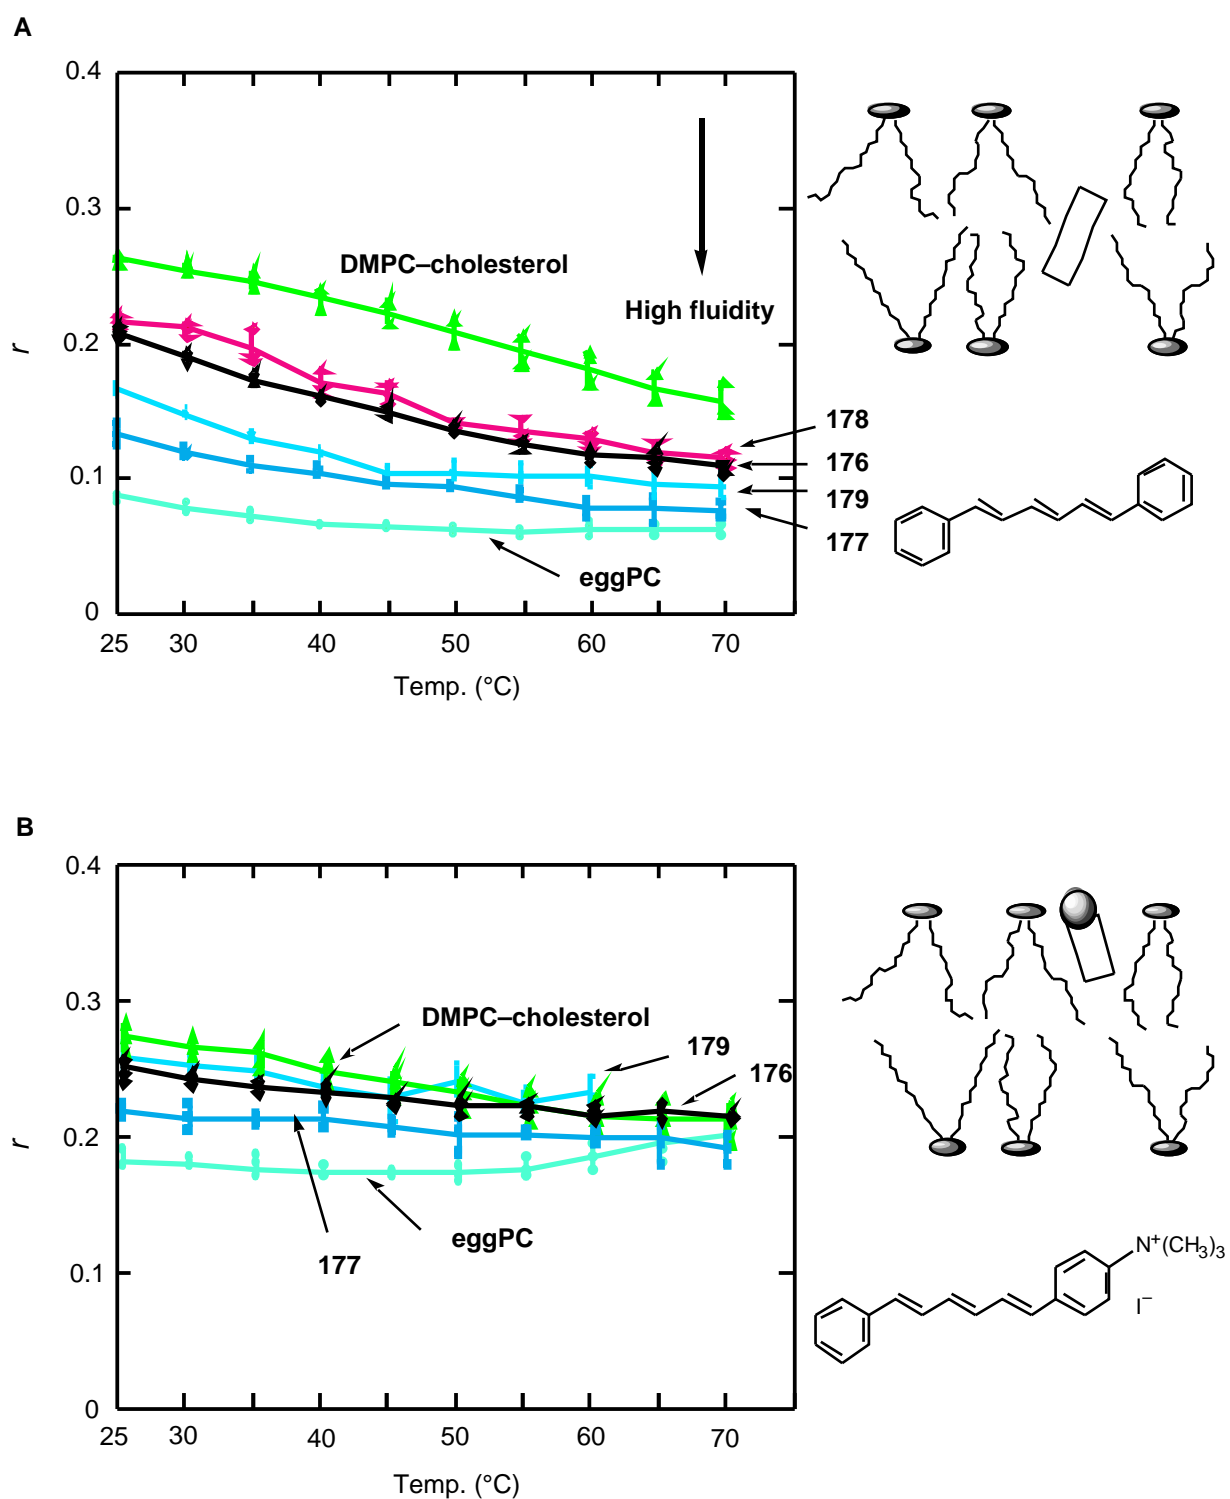 A
0.4
0.3
0.2
0.1
0
r
25
30
40
50
60
70
Temp. (°C)
DMPC–cholesterol
High fluidity
eggPC
178
176
179
177
B
0.4
0.3
0.2
0.1
0
r
25
30
40
50
60
70
Temp. (°C)
DMPC–cholesterol
179
176
177
eggPC
N⁺(CH₃)₃
I⁻